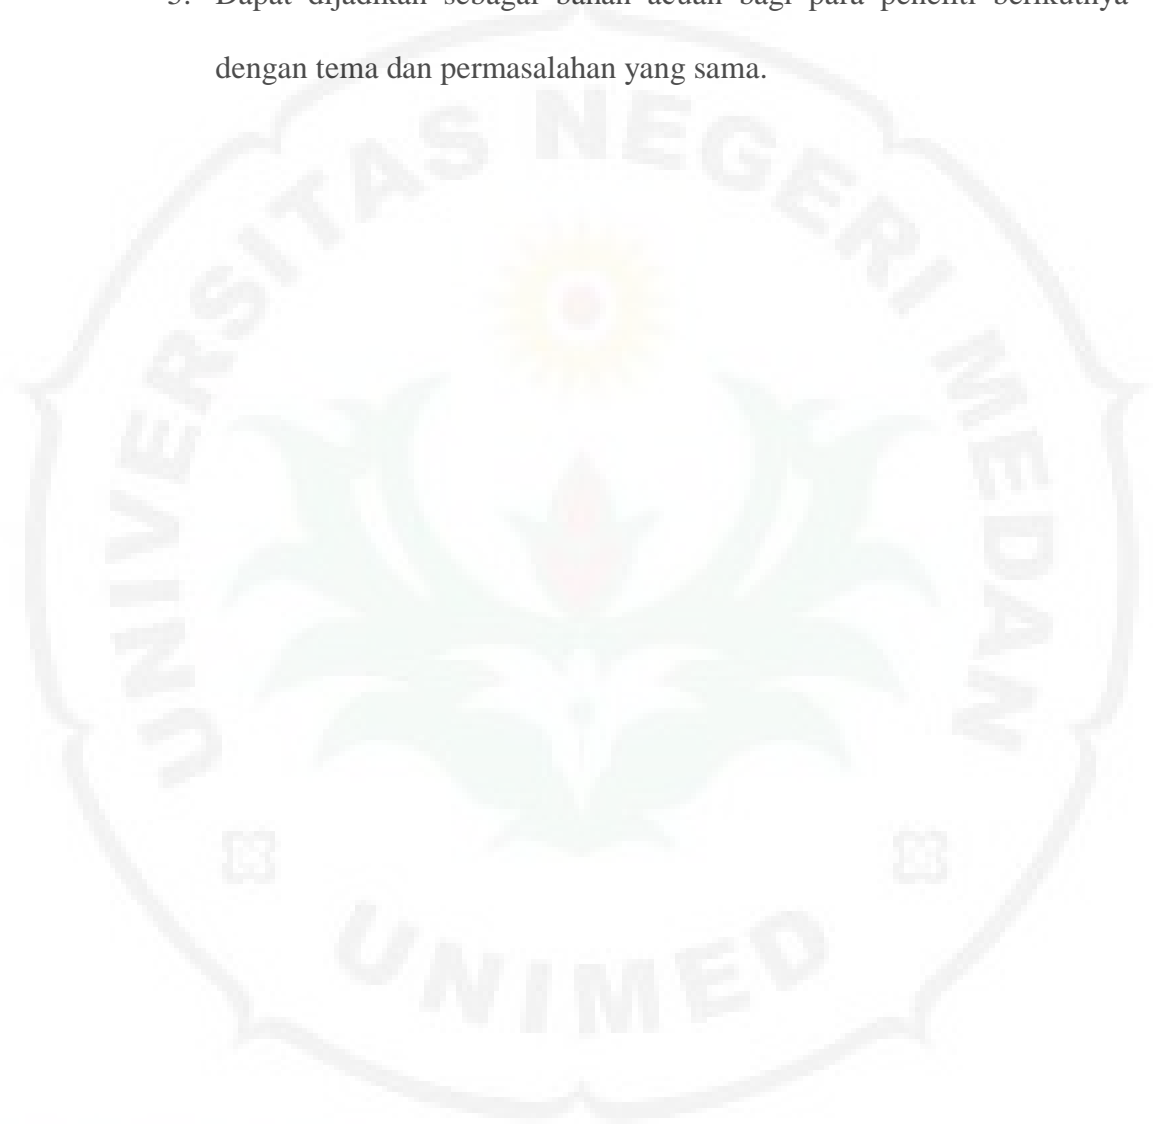 Dapat dijadikan sebagai bahan acuan bagi para peneliti berikutnya
dengan tema dan permasalahan yang sama.
UNIVERSITAS NEGERI MEDAN
UNIMED